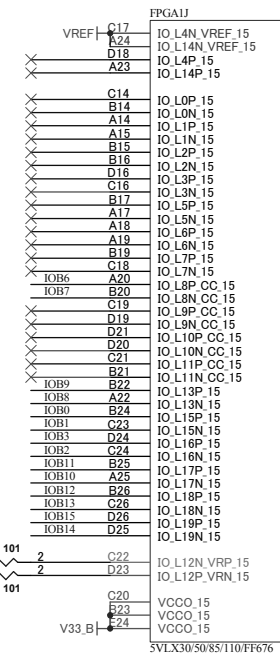 FPGA1J
VREF C17 IO_L4N_VREF_15
A24 IO_L14N_VREF_15
D18 IO_L4P_15
A23 IO_L14P_15
C14 IO_L0P_15
B14 IO_L0N_15
A14 IO_L1P_15
A15 IO_L1N_15
B15 IO_L2P_15
B16 IO_L2N_15
D16 IO_L3P_15
C16 IO_L3N_15
B17 IO_L5P_15
A17 IO_L5N_15
A18 IO_L6P_15
A19 IO_L6N_15
B19 IO_L7P_15
C18 IO_L7N_15
IOB6 A20 IO_L8P_CC_15
IOB7 B20 IO_L8N_CC_15
C19 IO_L9P_CC_15
D19 IO_L9N_CC_15
D21 IO_L10P_CC_15
D20 IO_L10N_CC_15
C21 IO_L11P_CC_15
B21 IO_L11N_CC_15
IOB9 B22 IO_L13P_15
IOB8 A22 IO_L13N_15
IOB0 B24 IO_L15P_15
IOB1 C23 IO_L15N_15
IOB3 D24 IO_L16P_15
IOB2 C24 IO_L16N_15
IOB11 B25 IO_L17P_15
IOB10 A25 IO_L17N_15
IOB12 B26 IO_L18P_15
IOB13 C26 IO_L18N_15
IOB15 D26 IO_L19P_15
IOB14 D25 IO_L19N_15
101
2 C22 IO_L12N_VRP_15
2 D23 IO_L12P_VRN_15
101
C20 VCCO_15
B23 VCCO_15
V33_B E24 VCCO_15
5VLX30/50/85/110/FF676